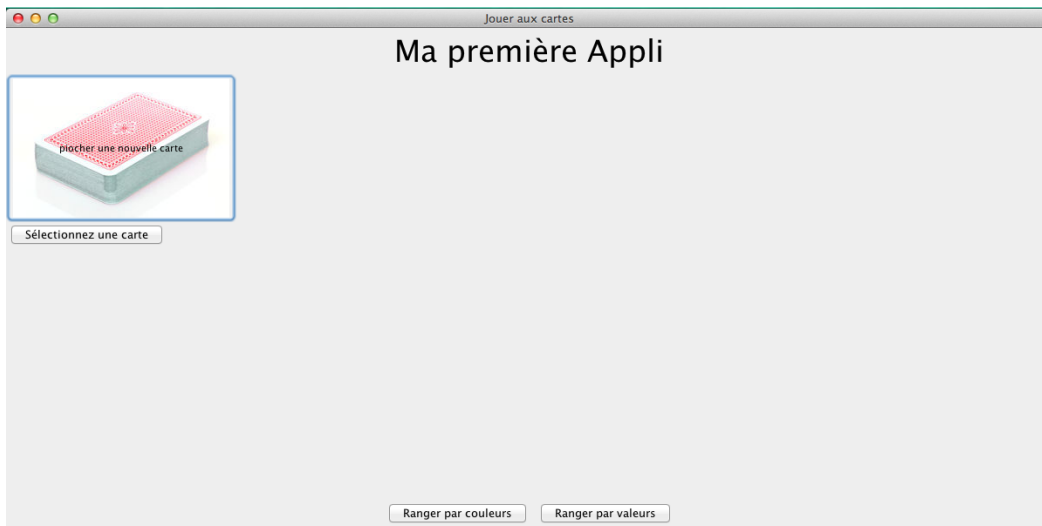 Jouer aux cartes
Ma première Appli
piocher une nouvelle carte
Sélectionnez une carte
Ranger par couleurs Ranger par valeurs